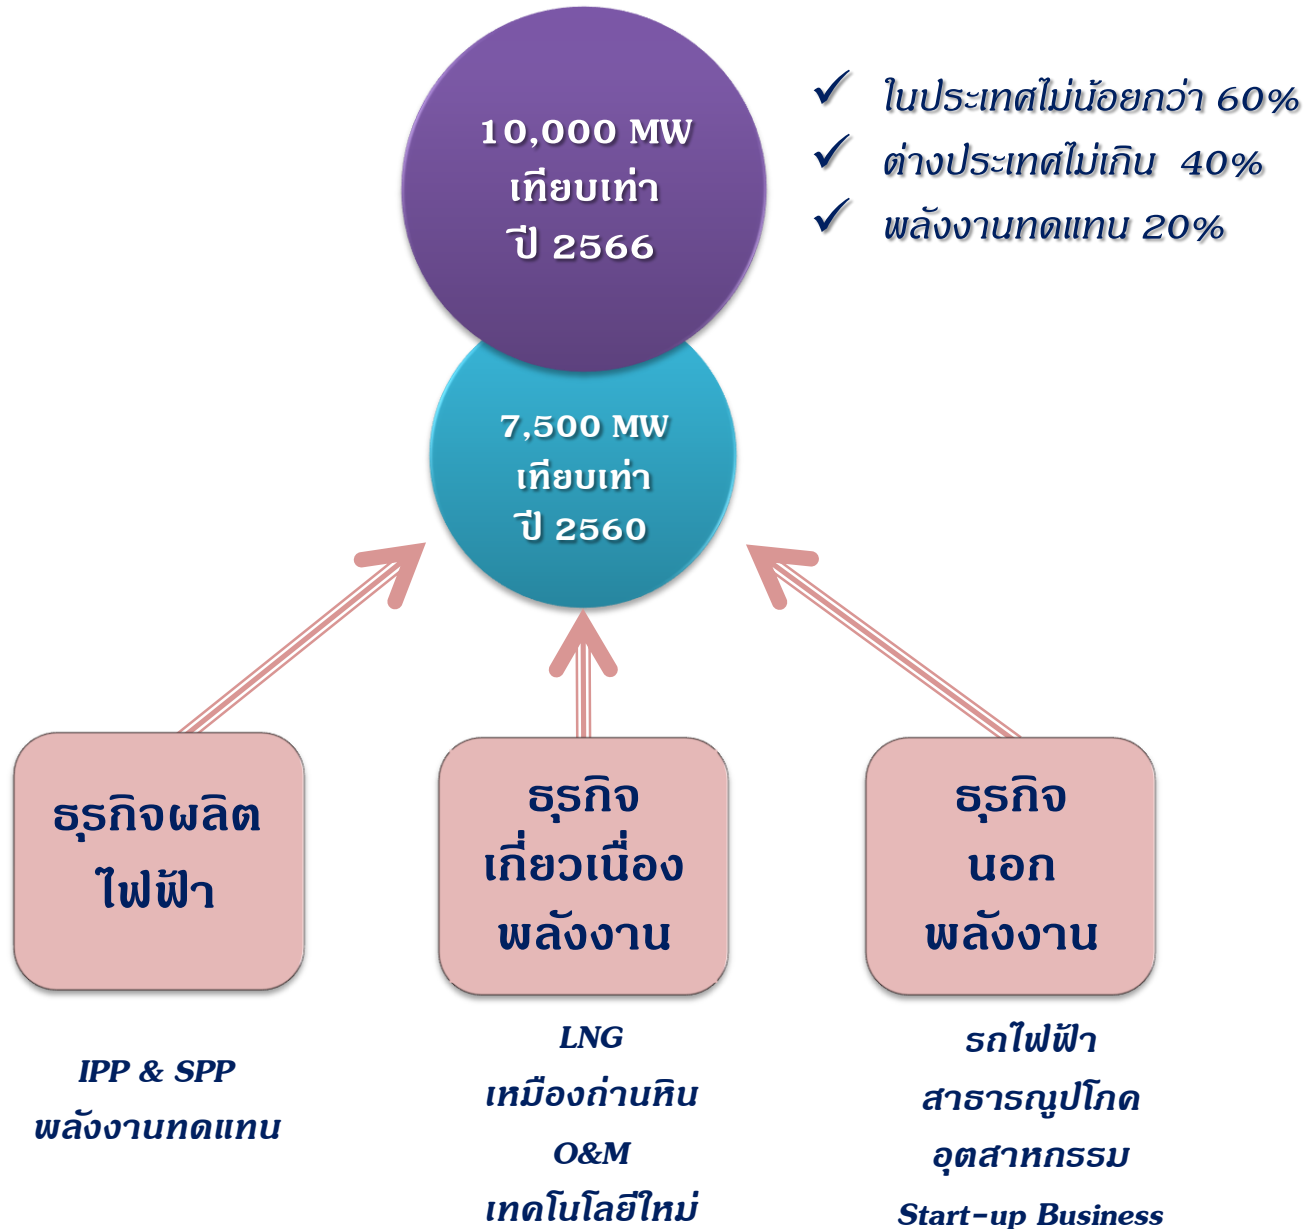 10,000 MW
เทียบเท่า
ปี 2566
ในประเทศไม่น้อยกว่า 60%
ต่างประเทศไม่เกิน 40%
พลังงานทดแทน 20%
7,500 MW
เทียบเท่า
ปี 2560
ธุรกิจผลิต
ไฟฟ้า
ธุรกิจ
เกี่ยวเนื่อง
พลังงาน
ธุรกิจ
นอก
พลังงาน
IPP & SPP
พลังงานทดแทน
LNG
เหมืองถ่านหิน
O&M
เทคโนโลยีใหม่
รถไฟฟ้า
สาธารณูปโภค
อุตสาหกรรม
Start-up Business